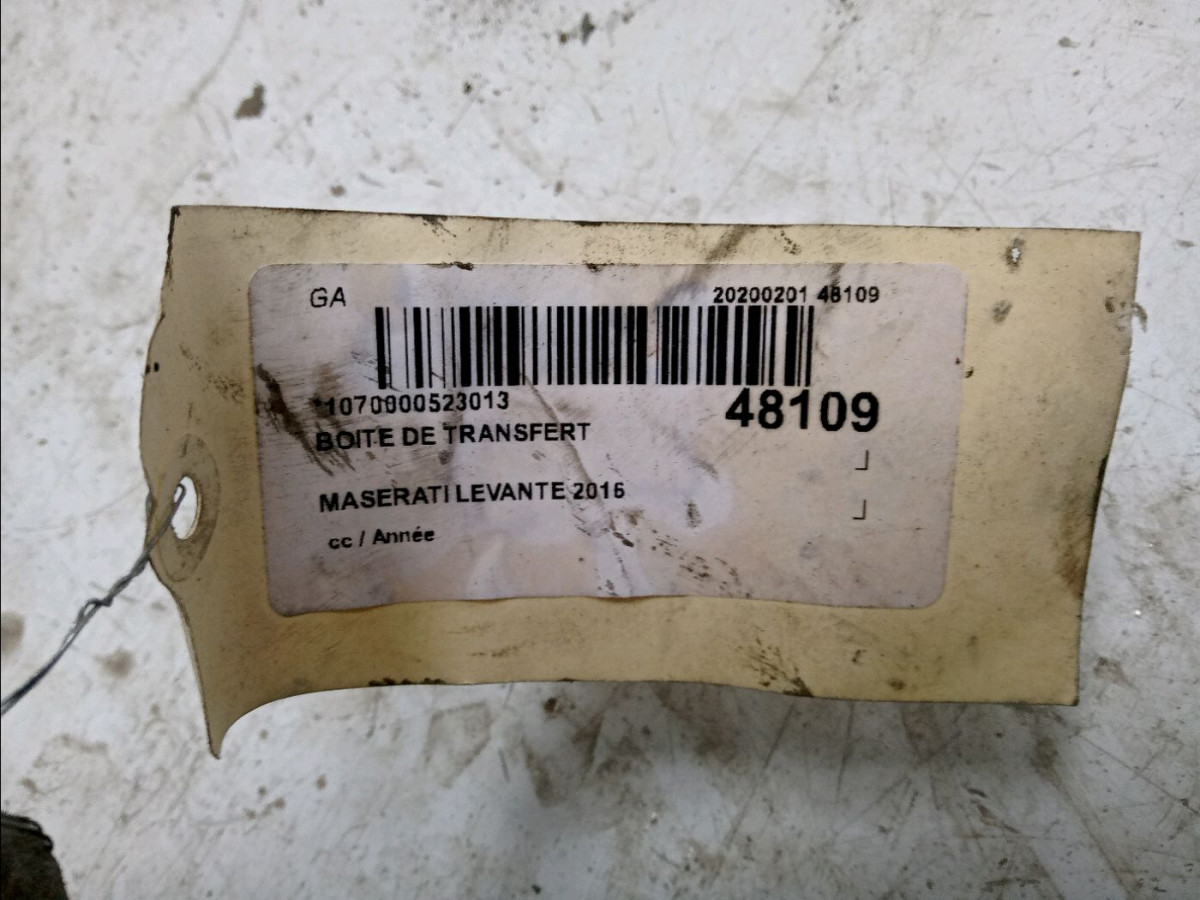 GA
20200201 48109
*1070000523013
48109
BOITE DE TRANSFERT
MASERATI LEVANTE 2016
cc / Année